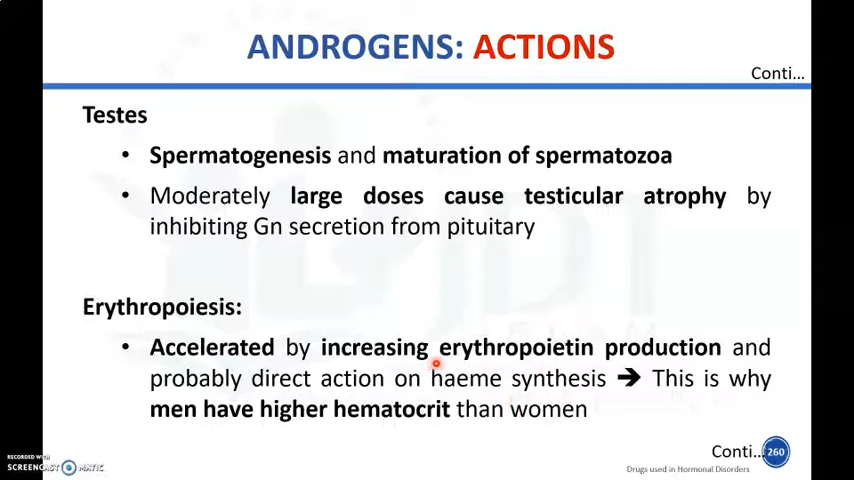 ANDROGENS: ACTIONS
Conti...
Testes
• Spermatogenesis and maturation of spermatozoa
• Moderately large doses cause testicular atrophy by
inhibiting Gn secretion from pituitary
Erythropoiesis:
• Accelerated by increasing erythropoietin production and
probably direct action on haeme synthesis ➔ This is why
men have higher hematocrit than women
Conti... 260
Drugs used in Hormonal Disorders
RECORDED WITH
SCREENCAST-O-MATIC